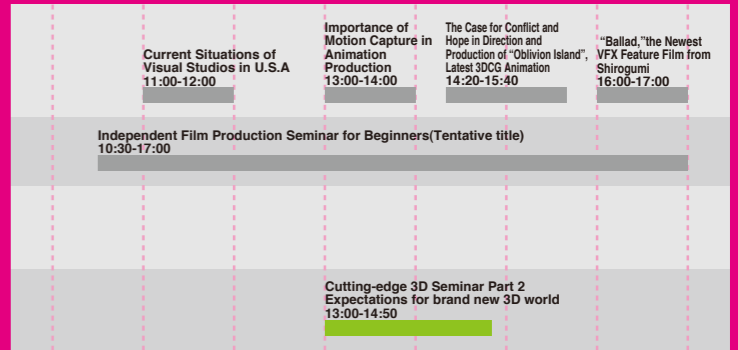 Current Situations of
Visual Studios in U.S.A
11:00-12:00
Importance of
Motion Capture in
Animation
Production
13:00-14:00
The Case for Conflict and
Hope in Direction and
Production of “Oblivion Island”,
Latest 3DCG Animation
14:20-15:40
“Ballad,”the Newest
VFX Feature Film from
Shirogumi
16:00-17:00
Independent Film Production Seminar for Beginners(Tentative title)
10:30-17:00
Cutting-edge 3D Seminar Part 2
Expectations for brand new 3D world
13:00-14:50